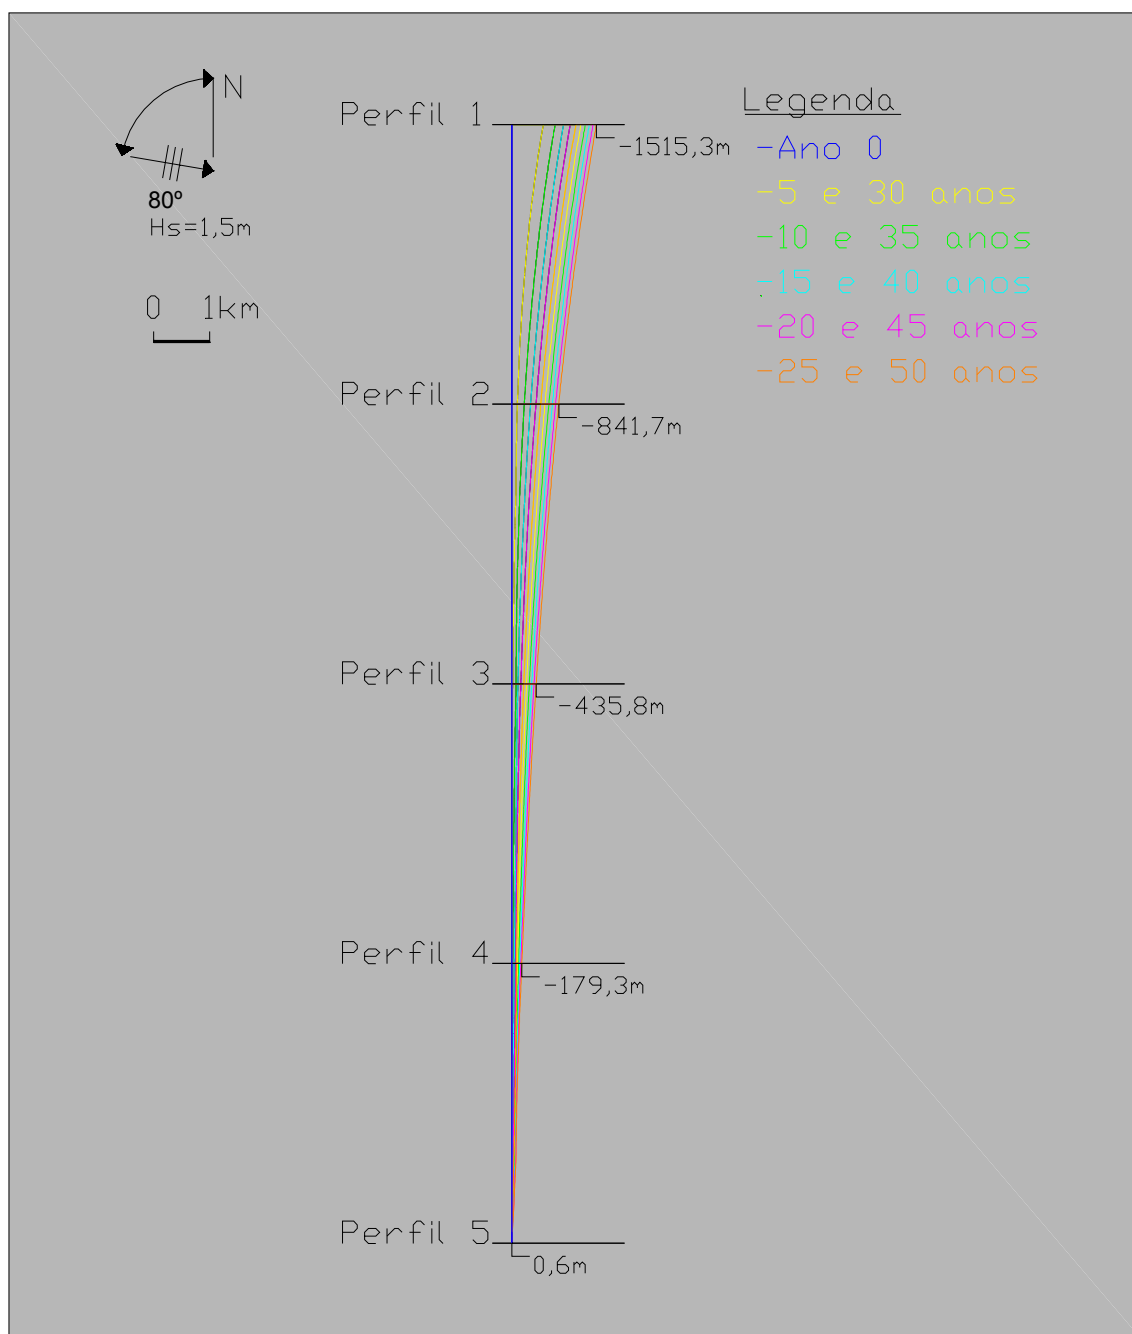 N
80º
Hs=1,5m
0 1km
Perfil 1
-1515,3m
Legenda
-Ano 0
-5 e 30 anos
-10 e 35 anos
-15 e 40 anos
-20 e 45 anos
-25 e 50 anos
Perfil 2
-841,7m
Perfil 3
-435,8m
Perfil 4
-179,3m
Perfil 5
0,6m